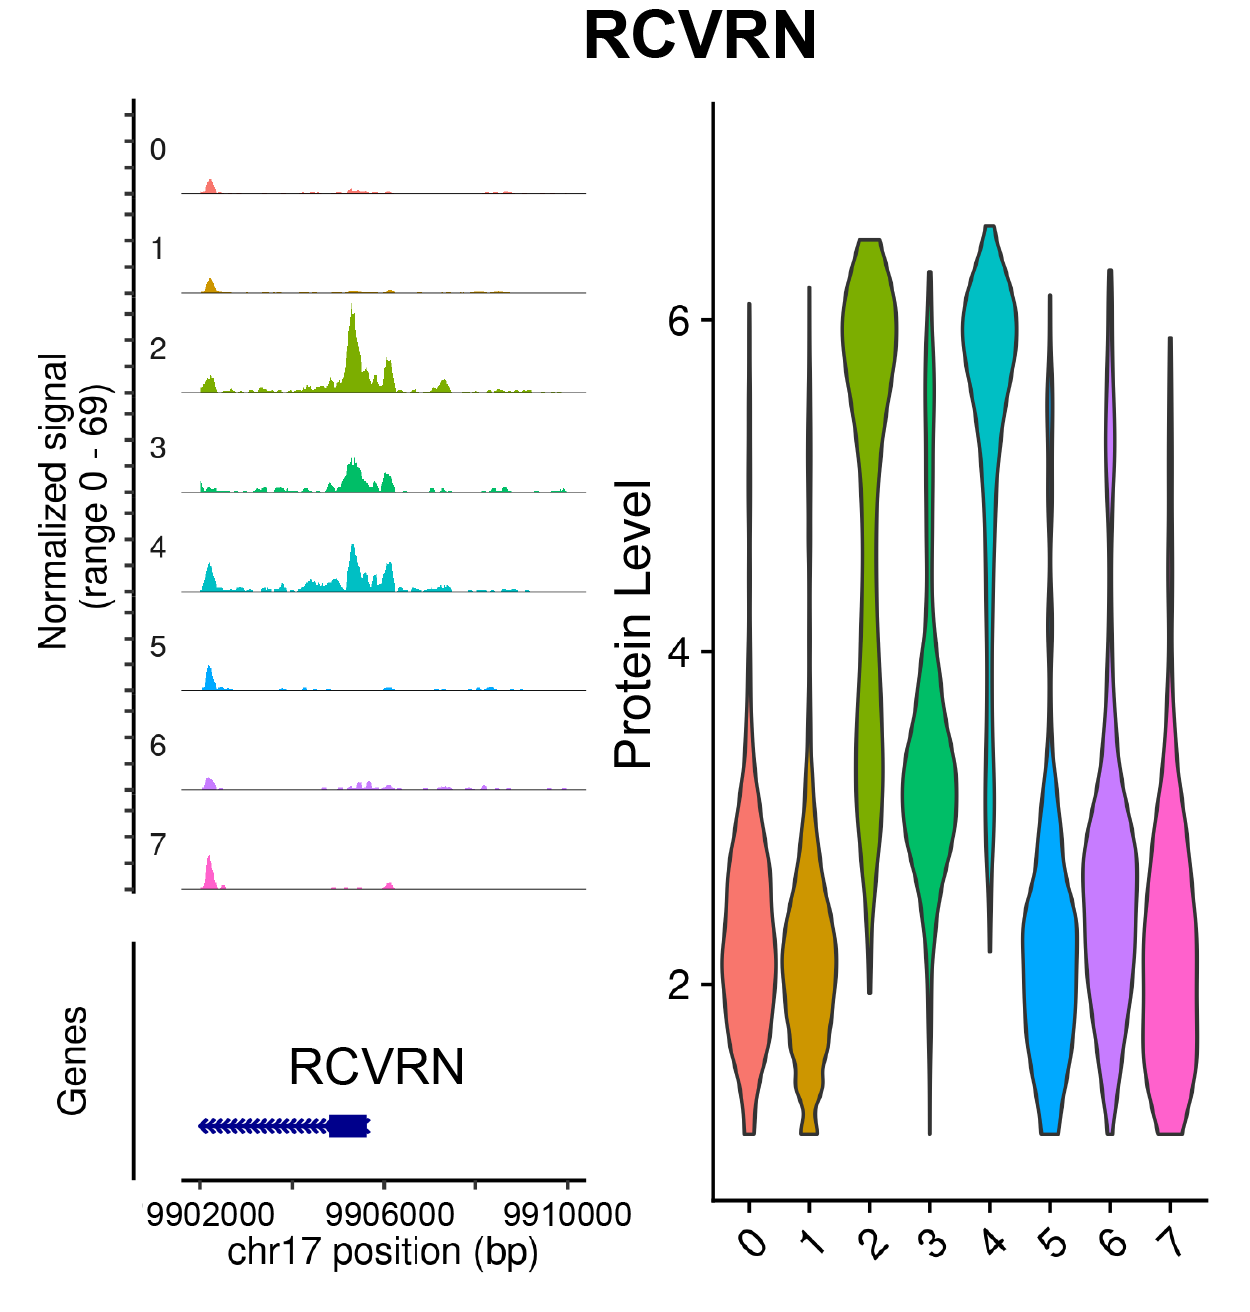 RCVRN
Normalized signal
(range 0 - 69)
0
1
2
3
4
5
6
7
Genes
RCVRN
9902000 9906000 9910000
chr17 position (bp)
Protein Level
6
4
2
0 1 2 3 4 5 6 7